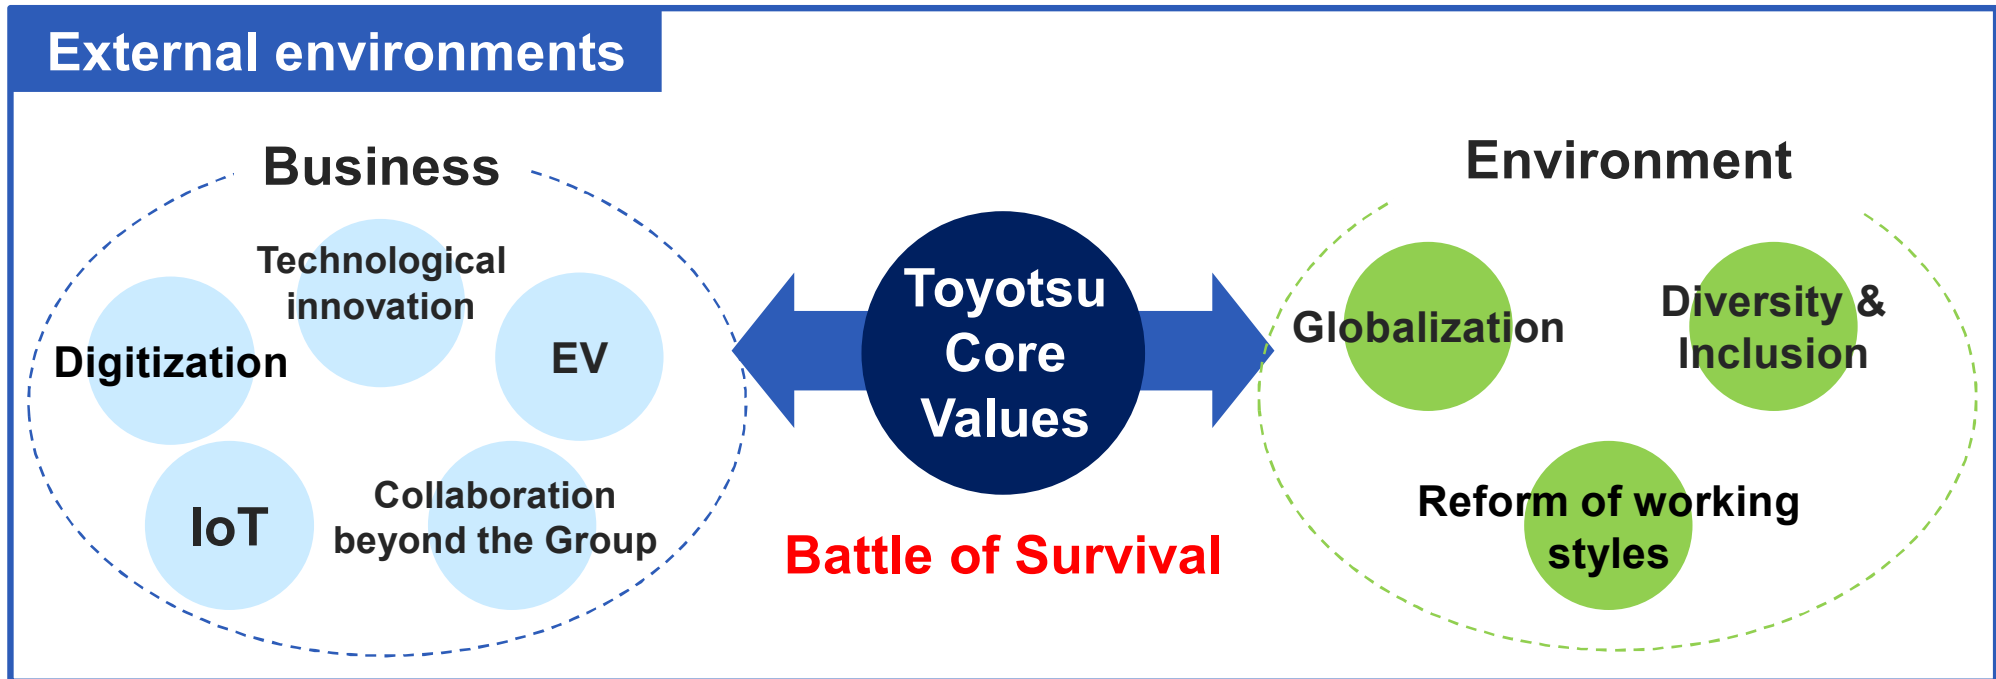 External environments
Business
Technological
innovation
Digitization
EV
IoT
Collaboration
beyond the Group
Toyotsu
Core
Values
Battle of Survival
Environment
Globalization
Diversity &
Inclusion
Reform of working
styles